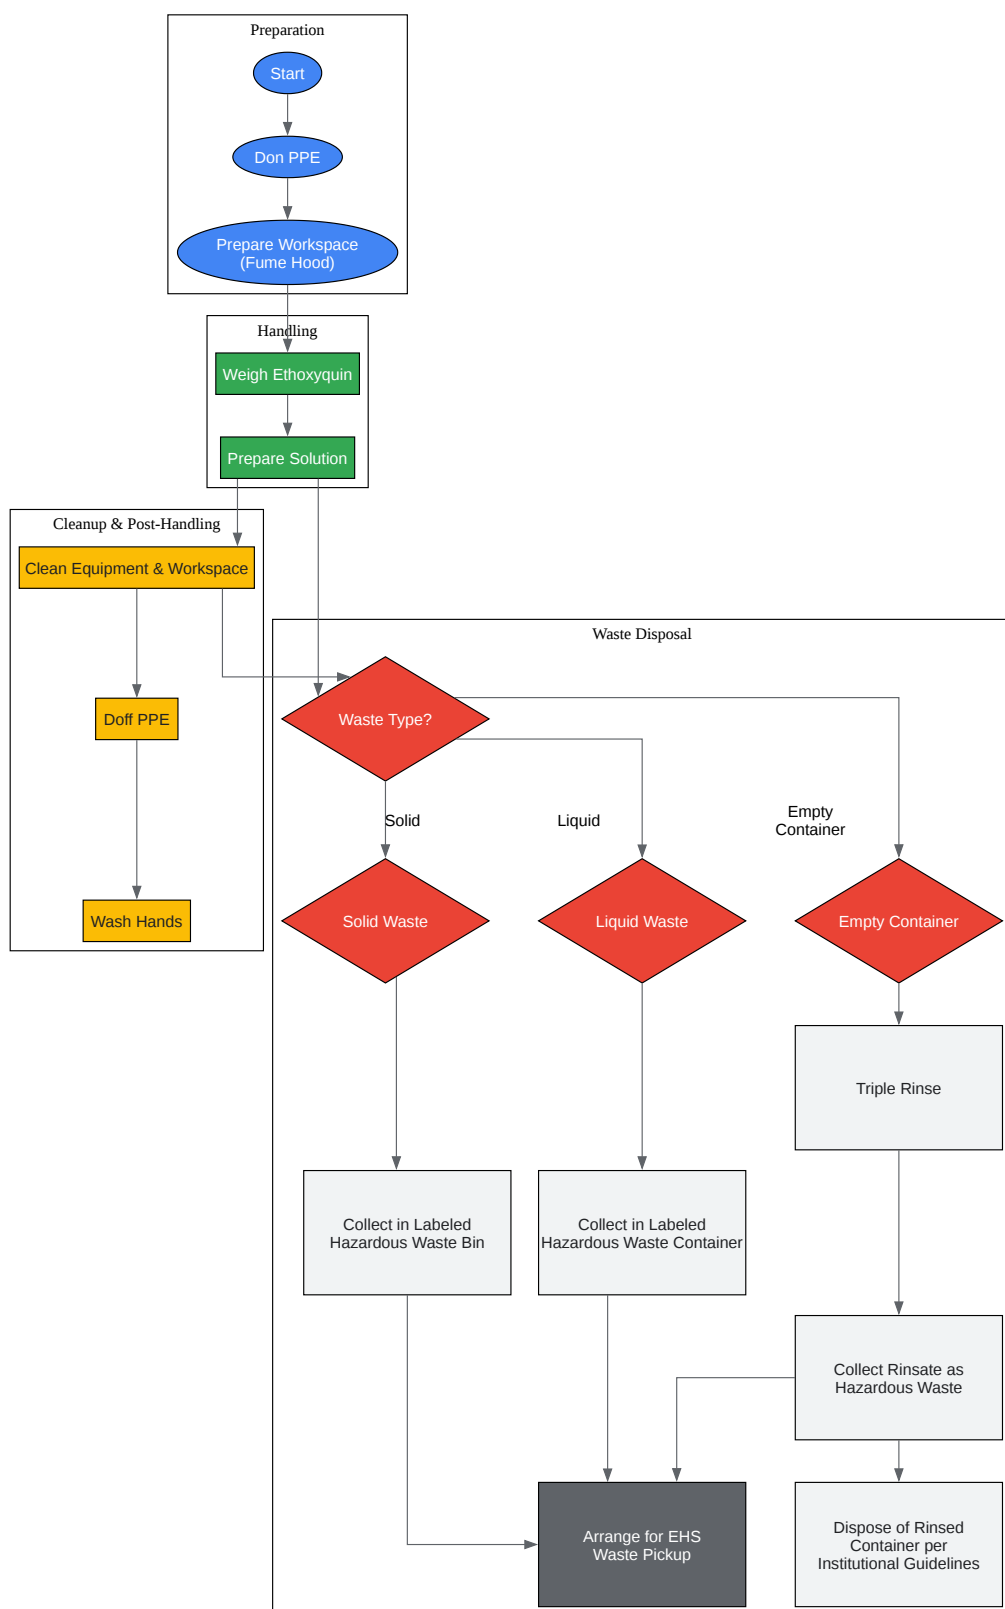 Preparation
Start
Don PPE
Prepare Workspace
(Fume Hood)
Handling
Weigh Ethoxyquin
Prepare Solution
Cleanup & Post-Handling
Clean Equipment & Workspace
Doff PPE
Wash Hands
Waste Disposal
Waste Type?
Solid
Liquid
Empty
Container
Solid Waste
Liquid Waste
Empty Container
Triple Rinse
Collect in Labeled
Hazardous Waste Bin
Collect in Labeled
Hazardous Waste Container
Collect Rinsate as
Hazardous Waste
Arrange for EHS
Waste Pickup
Dispose of Rinsed
Container per
Institutional Guidelines